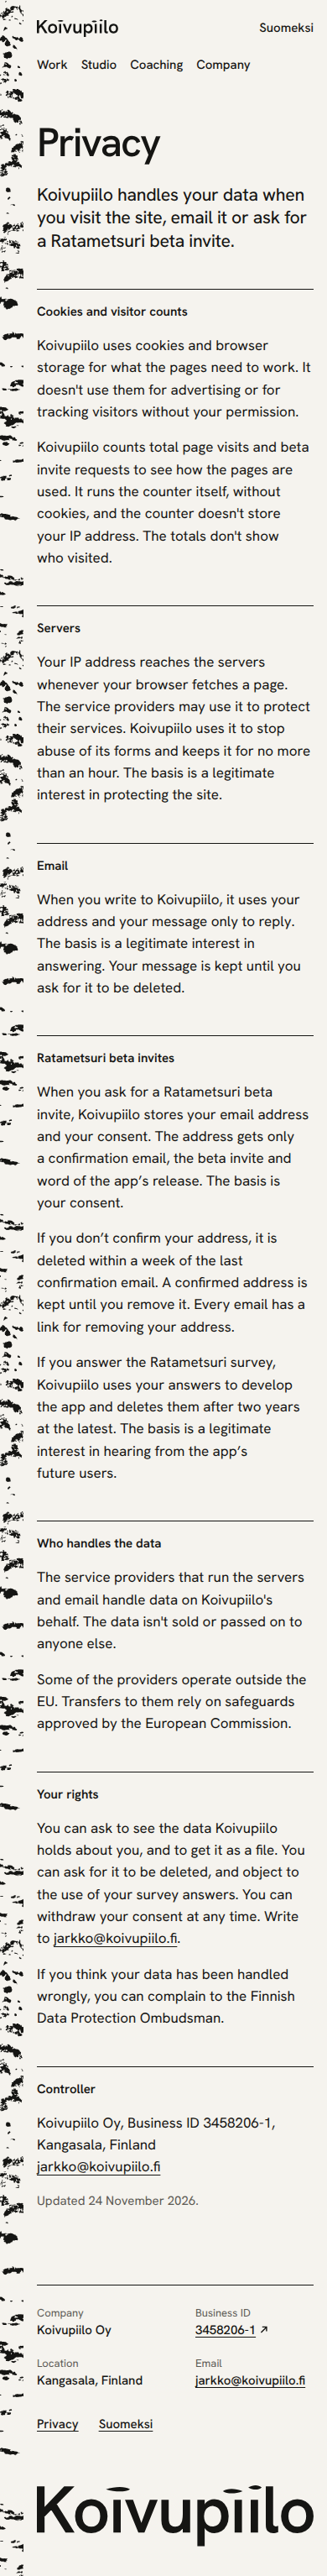 Koivupiilo
Suomeksi
Work Studio Coaching Company
Privacy
Koivupiilo handles your data when
you visit the site, email it or ask for
a Ratametsuri beta invite.
Cookies and visitor counts
Koivupiilo uses cookies and browser
storage for what the pages need to work. It
doesn't use them for advertising or for
tracking visitors without your permission.
Koivupiilo counts total page visits and beta
invite requests to see how the pages are
used. It runs the counter itself, without
cookies, and the counter doesn't store
your IP address. The totals don't show
who visited.
Servers
Your IP address reaches the servers
whenever your browser fetches a page.
The service providers may use it to protect
their services. Koivupiilo uses it to stop
abuse of its forms and keeps it for no more
than an hour. The basis is a legitimate
interest in protecting the site.
Email
When you write to Koivupiilo, it uses your
address and your message only to reply.
The basis is a legitimate interest in
answering. Your message is kept until you
ask for it to be deleted.
Ratametsuri beta invites
When you ask for a Ratametsuri beta
invite, Koivupiilo stores your email address
and your consent. The address gets only
a confirmation email, the beta invite and
word of the app’s release. The basis is
your consent.
If you don’t confirm your address, it is
deleted within a week of the last
confirmation email. A confirmed address is
kept until you remove it. Every email has a
link for removing your address.
If you answer the Ratametsuri survey,
Koivupiilo uses your answers to develop
the app and deletes them after two years
at the latest. The basis is a legitimate
interest in hearing from the app’s
future users.
Who handles the data
The service providers that run the servers
and email handle data on Koivupiilo's
behalf. The data isn't sold or passed on to
anyone else.
Some of the providers operate outside the
EU. Transfers to them rely on safeguards
approved by the European Commission.
Your rights
You can ask to see the data Koivupiilo
holds about you, and to get it as a file. You
can ask for it to be deleted, and object to
the use of your survey answers. You can
withdraw your consent at any time. Write
to jarkko@koivupiilo.fi.
If you think your data has been handled
wrongly, you can complain to the Finnish
Data Protection Ombudsman.
Controller
Koivupiilo Oy, Business ID 3458206-1,
Kangasala, Finland
jarkko@koivupiilo.fi
Updated 24 November 2026.
Company
Koivupiilo Oy
Business ID
3458206-1 ↗
Location
Kangasala, Finland
Email
jarkko@koivupiilo.fi
Privacy Suomeksi
Koivupiilo